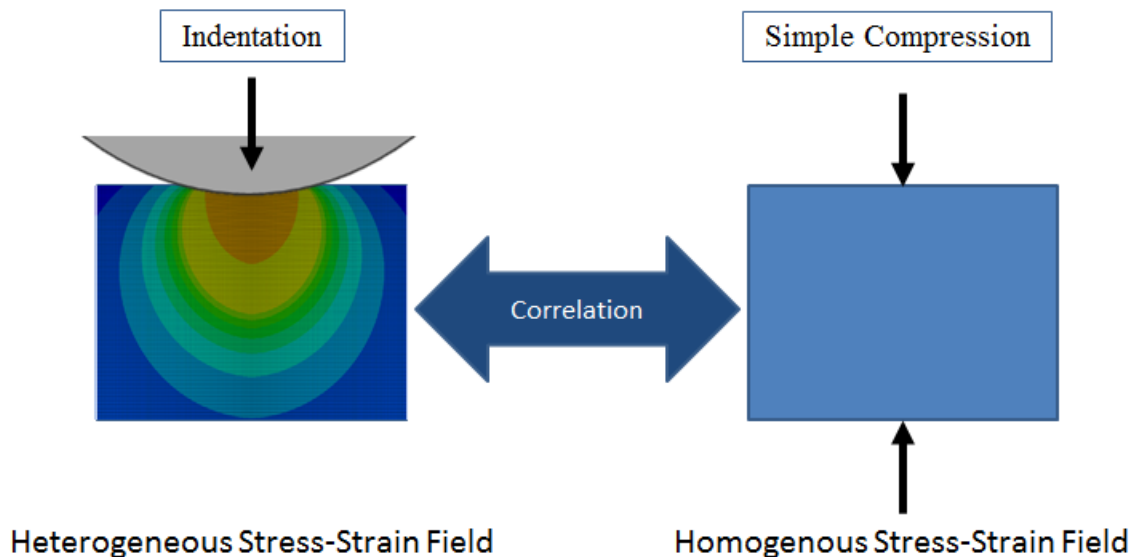 Indentation
Simple Compression
Correlation
Heterogeneous Stress-Strain Field
Homogenous Stress-Strain Field